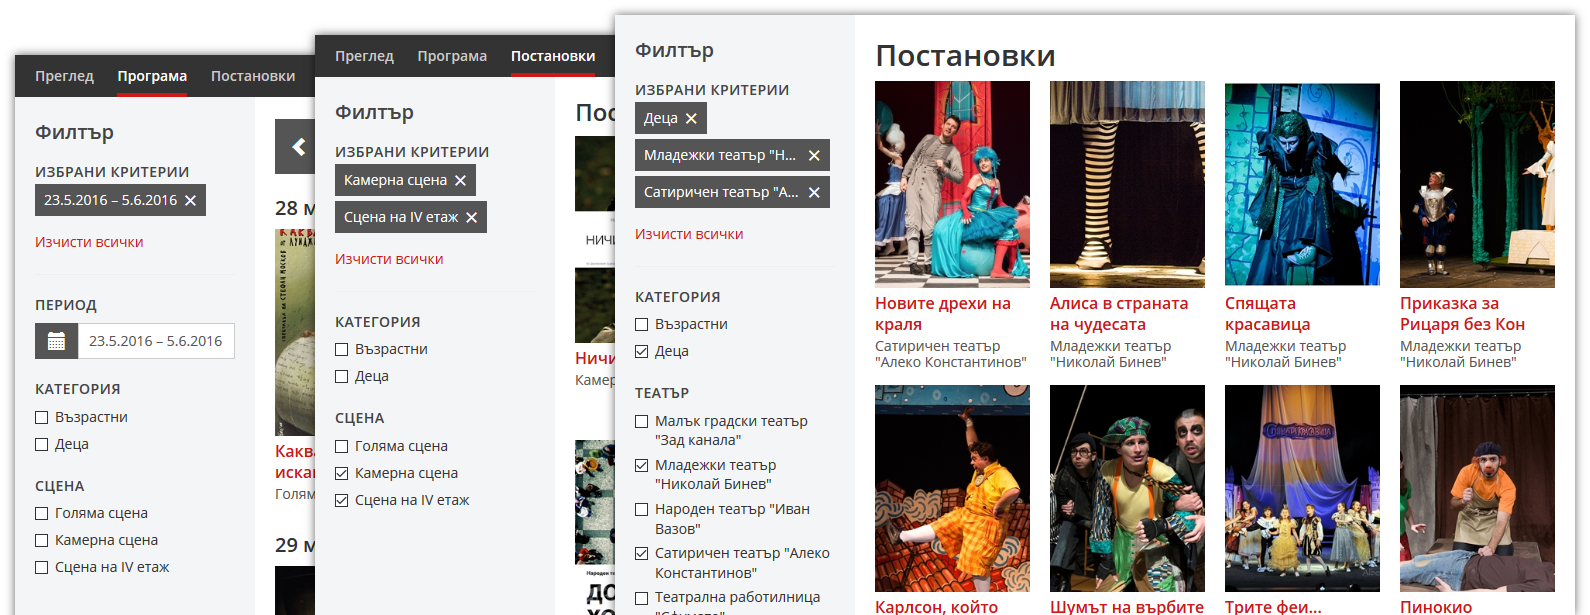 Преглед Програма Постановки
Филтър
ИЗБРАНИ КРИТЕРИИ
23.5.2016 – 5.6.2016
Изчисти всички
ПЕРИОД
23.5.2016 – 5.6.2016
КАТЕГОРИЯ
Възрастни
Деца
СЦЕНА
Голяма сцена
Камерна сцена
Сцена на IV етаж
28 м
Какв
иска
Голям
29 м
Преглед Програма Постановки
Филтър
ИЗБРАНИ КРИТЕРИИ
Камерна сцена
Сцена на IV етаж
Изчисти всички
КАТЕГОРИЯ
Възрастни
Деца
СЦЕНА
Голяма сцена
Камерна сцена
Сцена на IV етаж
Пос
НИЧИ
Ничи
Камер
Народен те
ДО
Филтър
ИЗБРАНИ КРИТЕРИИ
Деца
Младежки театър "Н...
Сатиричен театър "А...
Изчисти всички
КАТЕГОРИЯ
Възрастни
Деца
ТЕАТЪР
Малък градски театър
"Зад канала"
Младежки театър
"Николай Бинев"
Народен театър "Иван
Вазов"
Сатиричен театър "Алеко
Константинов"
Театрална работилница
Постановки
Новите дрехи на
краля
Сатиричен театър
"Алеко Константинов"
Алиса в страната
на чудесата
Младежки театър
"Николай Бинев"
Спящата
красавица
Младежки театър
"Николай Бинев"
Приказка за
Рицаря без Кон
Младежки театър
"Николай Бинев"
Карлсон, който
Шумът на върбите
Трите феи...
Пинокио